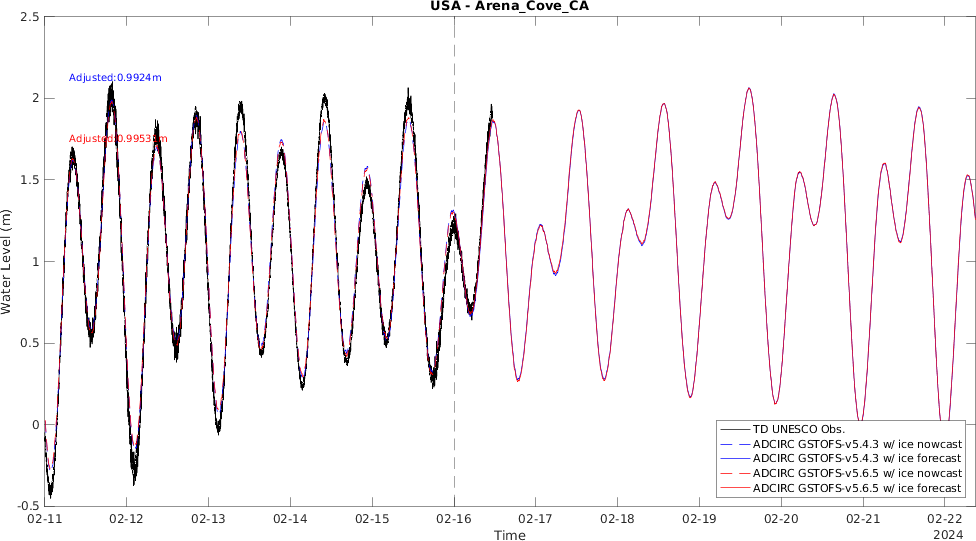 USA - Arena_Cove_CA
2.5
2
1.5
1
0.5
0
-0.5
Water Level (m)
Adjusted:0.9924m
Adjusted:0.9953m
02-11 02-12 02-13 02-14 02-15 02-16 02-17 02-18 02-19 02-20 02-21 02-22
2024
Time
TD UNESCO Obs.
ADCIRC GSTOFS-v5.4.3 w/ ice nowcast
ADCIRC GSTOFS-v5.4.3 w/ ice forecast
ADCIRC GSTOFS-v5.6.5 w/ ice nowcast
ADCIRC GSTOFS-v5.6.5 w/ ice forecast